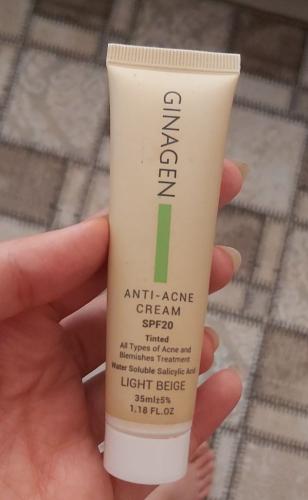 GINAGEN
ANTI-ACNE
CREAM
SPF20
Tinted
All Types of Acne and
Blemishes Treatment
Water Soluble Salicylic Acid
LIGHT BEIGE
35ml±5%
1.18 FL.OZ